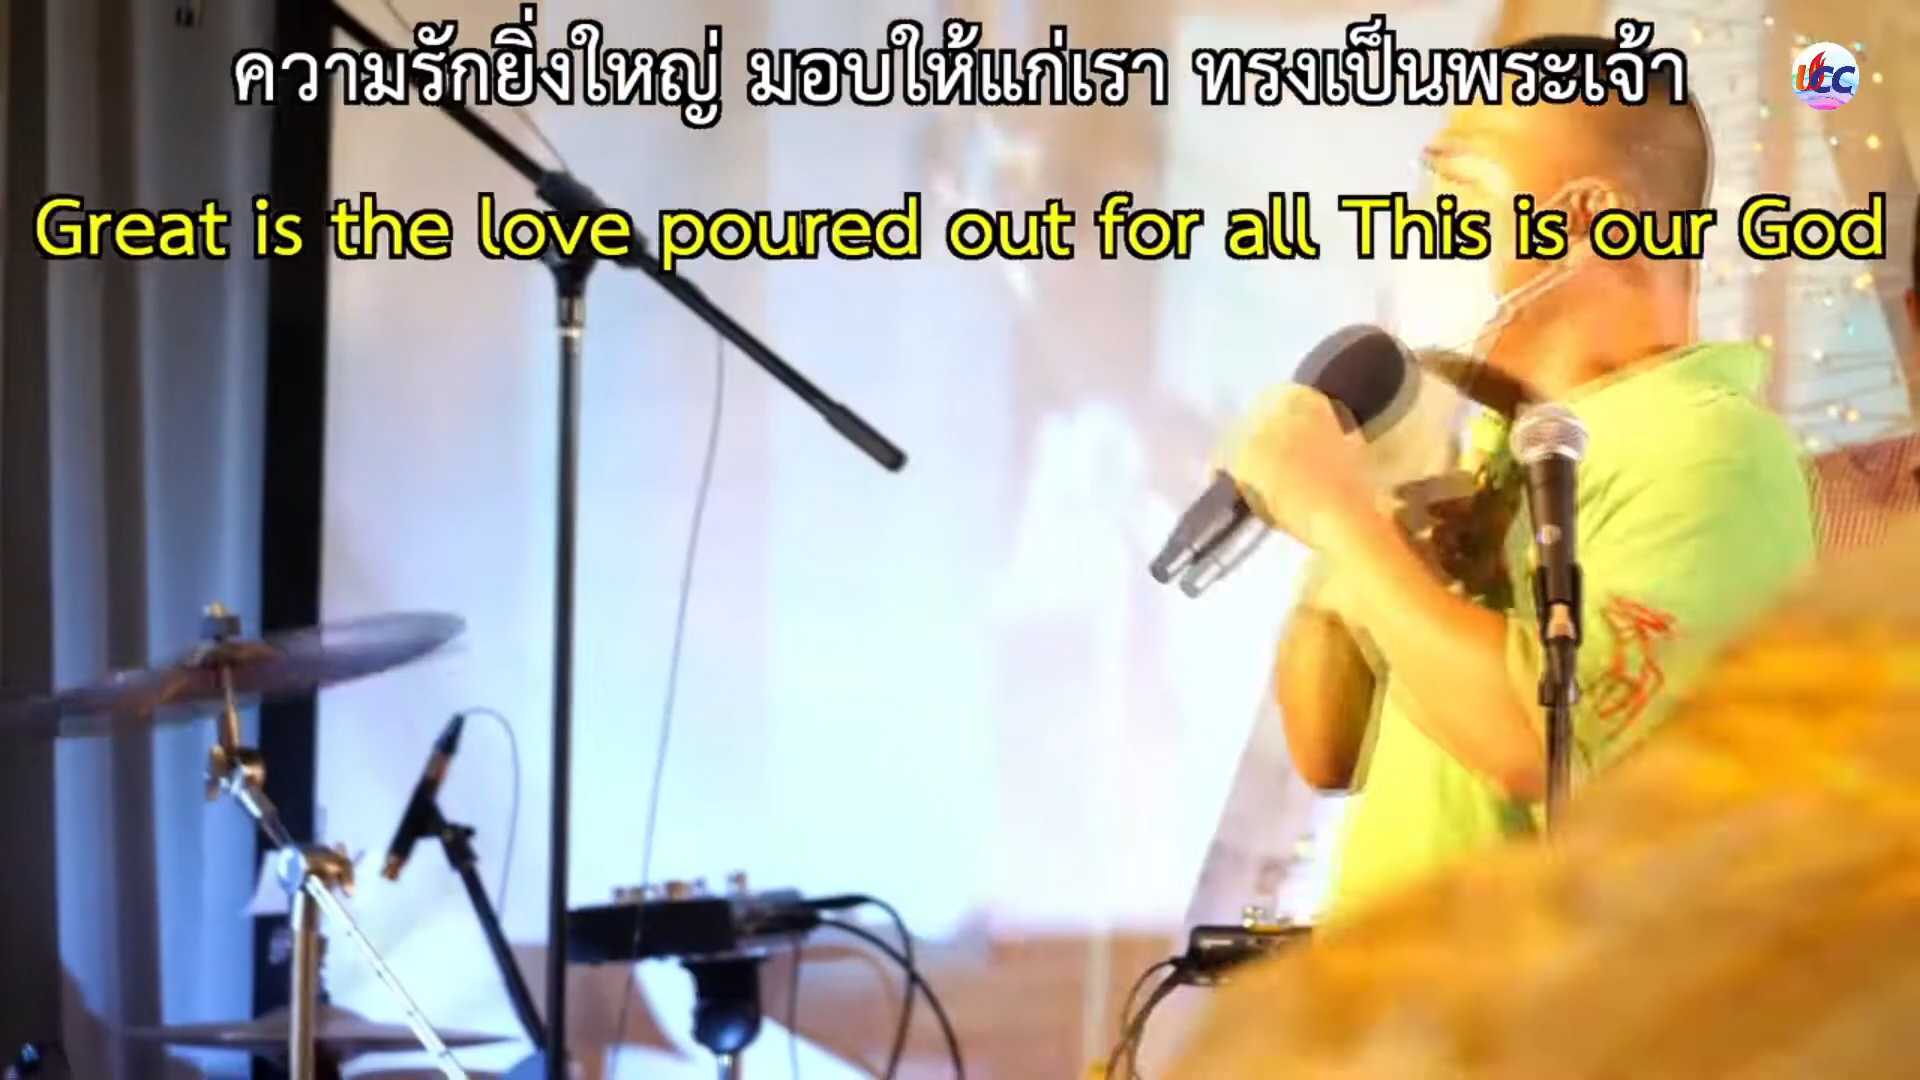 ความรักยิ่งใหญ่ มอบให้แก่เรา ทรงเป็นพระเจ้า
UCC
Great is the love poured out for all This is our God